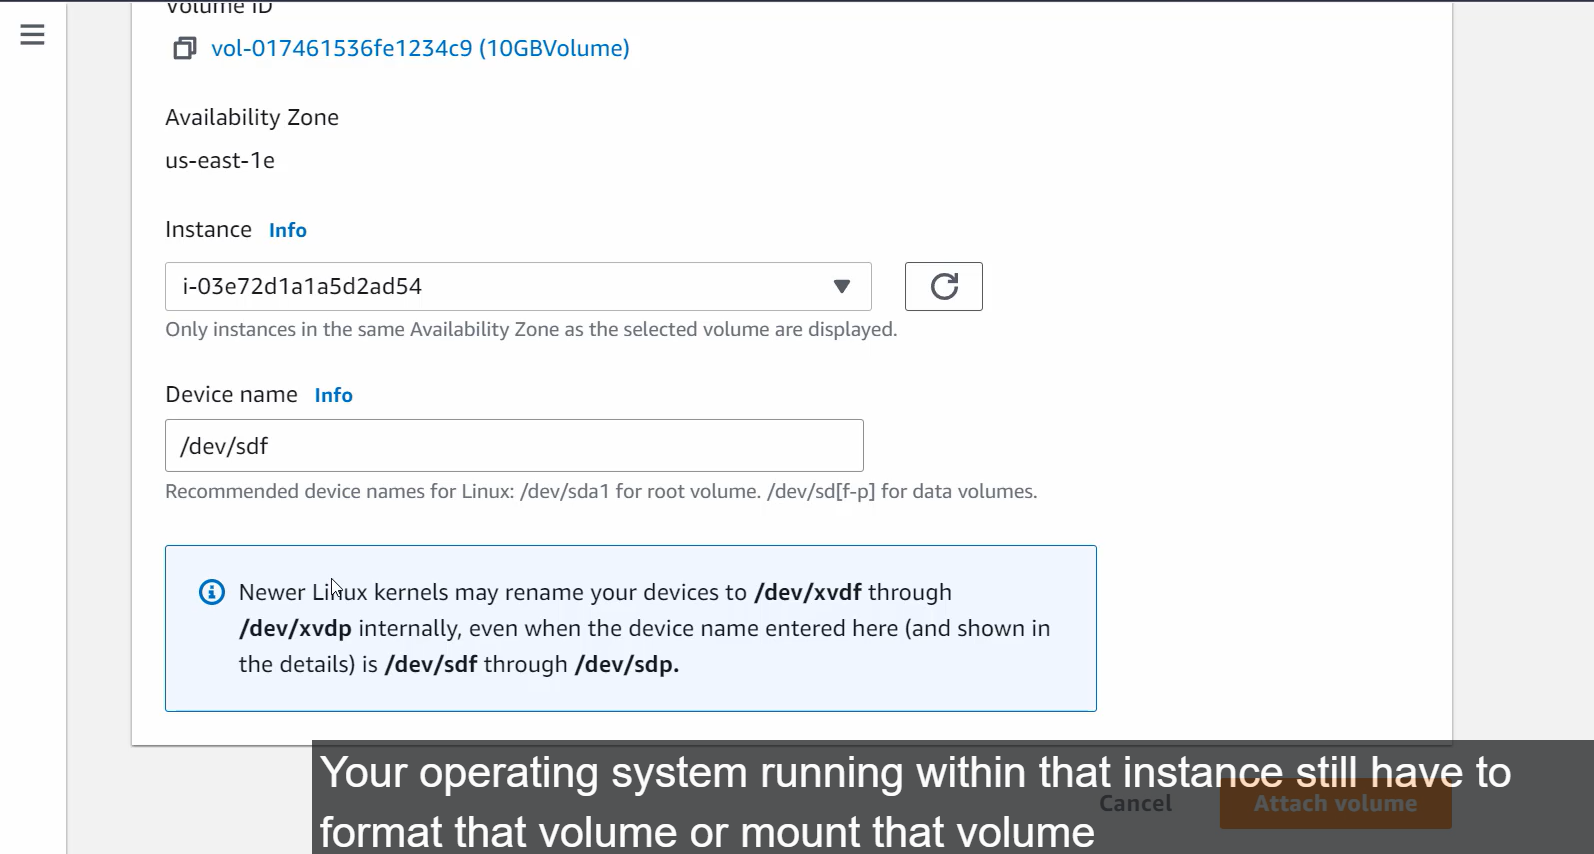 Volume ID
vol-017461536fe1234c9 (10GBVolume)
Availability Zone
us-east-1e
Instance Info
i-03e72d1a1a5d2ad54
Only instances in the same Availability Zone as the selected volume are displayed.
Device name Info
/dev/sdf
Recommended device names for Linux: /dev/sda1 for root volume. /dev/sd[f-p] for data volumes.
Newer Linux kernels may rename your devices to /dev/xvdf through
/dev/xvdp internally, even when the device name entered here (and shown in
the details) is /dev/sdf through /dev/sdp.
Your operating system running within that instance still have to
Cancel Attach volume
format that volume or mount that volume